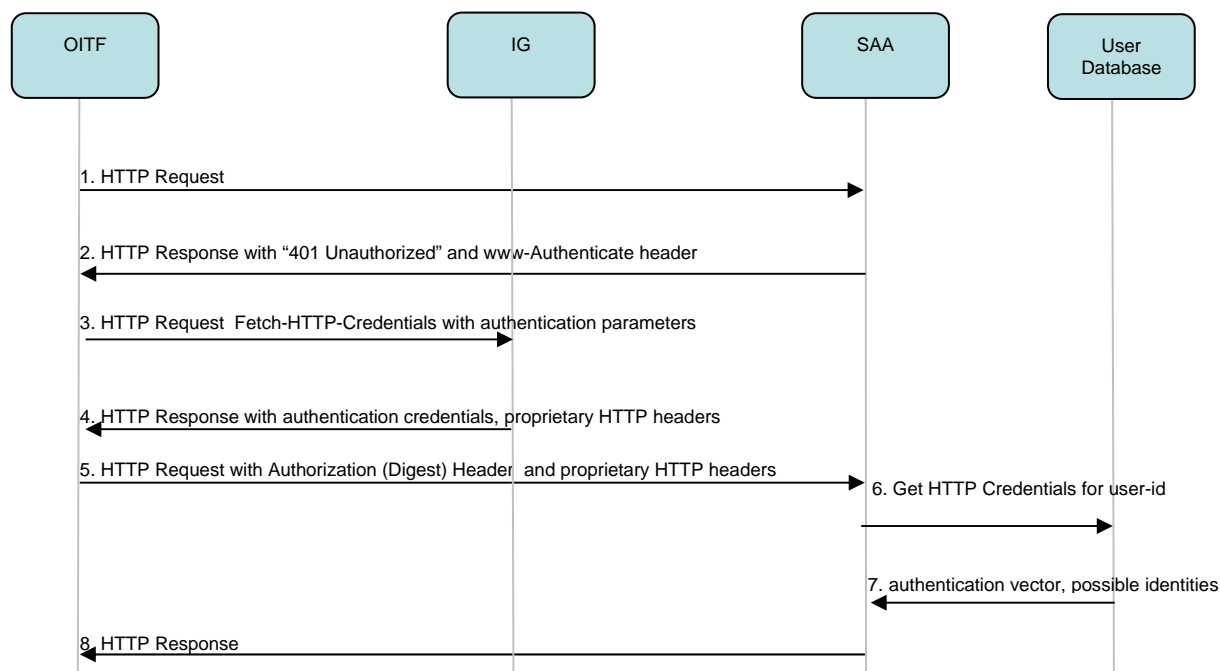 OITF
IG
SAA
User
Database
1. HTTP Request
2. HTTP Response with “401 Unauthorized” and www-Authenticate header
3. HTTP Request  Fetch-HTTP-Credentials with authentication parameters
4. HTTP Response with authentication credentials, proprietary HTTP headers
5. HTTP Request with Authorization (Digest) Header  and proprietary HTTP headers
6. Get HTTP Credentials for user-id
7. authentication vector, possible identities
8. HTTP Response